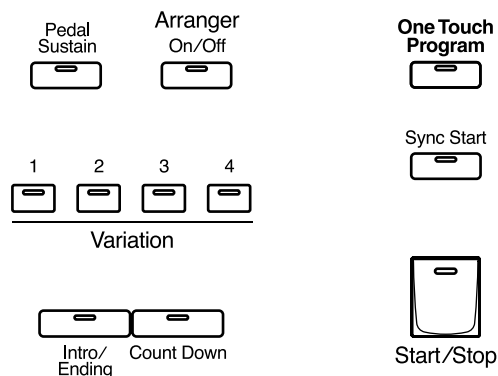 Pedal
Sustain
Arranger
On/Off
One Touch
Program
Sync Start
1 2 3 4
Variation
Intro/
Ending
Count Down
Start/Stop